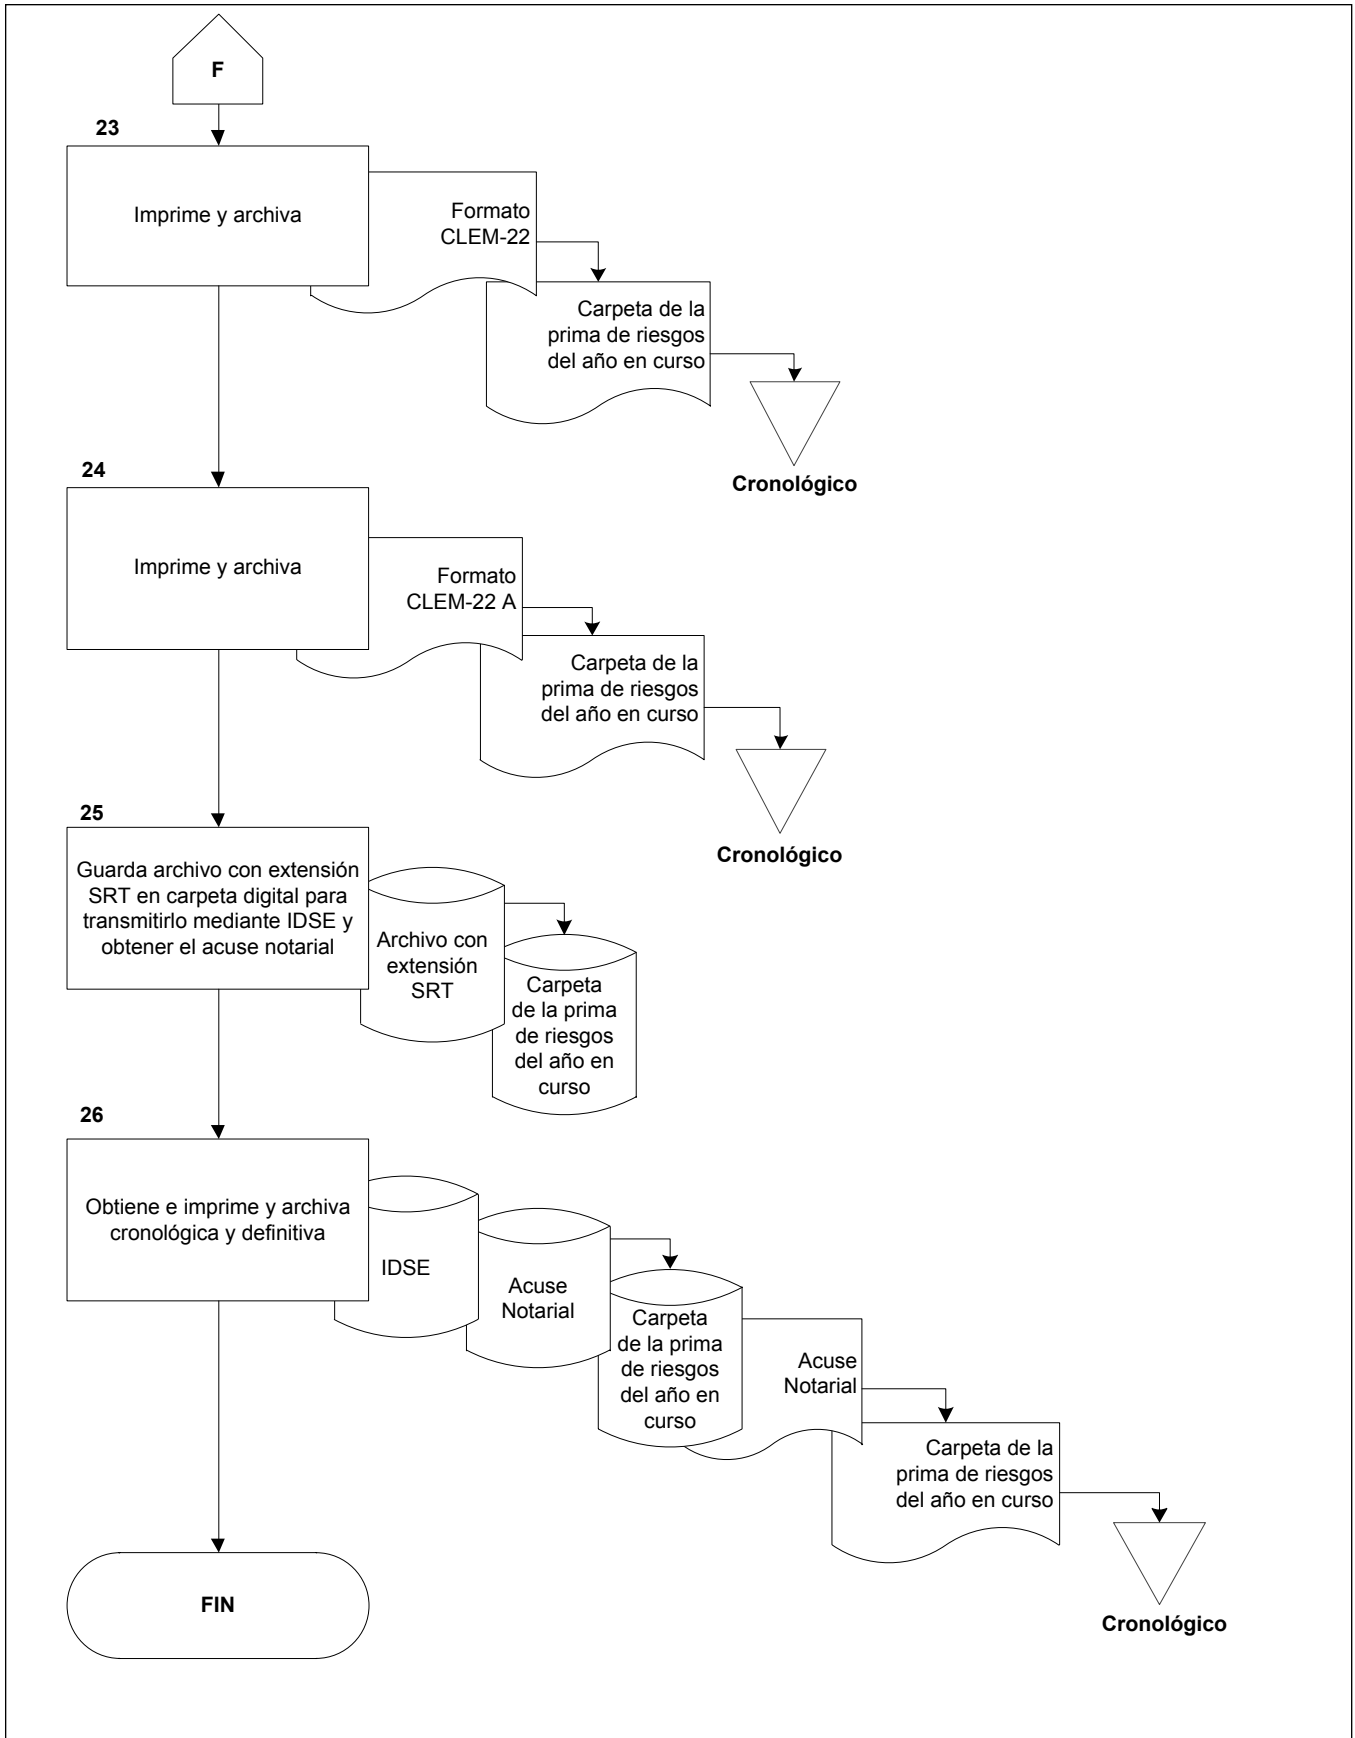 F
23
Imprime y archiva
Formato
CLEM-22
Carpeta de la
prima de riesgos
del año en curso
Cronológico
24
Imprime y archiva
Formato
CLEM-22 A
Carpeta de la
prima de riesgos
del año en curso
Cronológico
25
Guarda archivo con extensión
SRT en carpeta digital para
transmitirlo mediante IDSE y
obtener el acuse notarial
Archivo con
extensión
SRT
Carpeta
de la prima
de riesgos
del año en
curso
26
Obtiene e imprime y archiva
cronológica y definitiva
IDSE
Acuse
Notarial
Carpeta
de la prima
de riesgos
del año en
curso
Acuse
Notarial
Carpeta de la
prima de riesgos
del año en curso
Cronológico
FIN